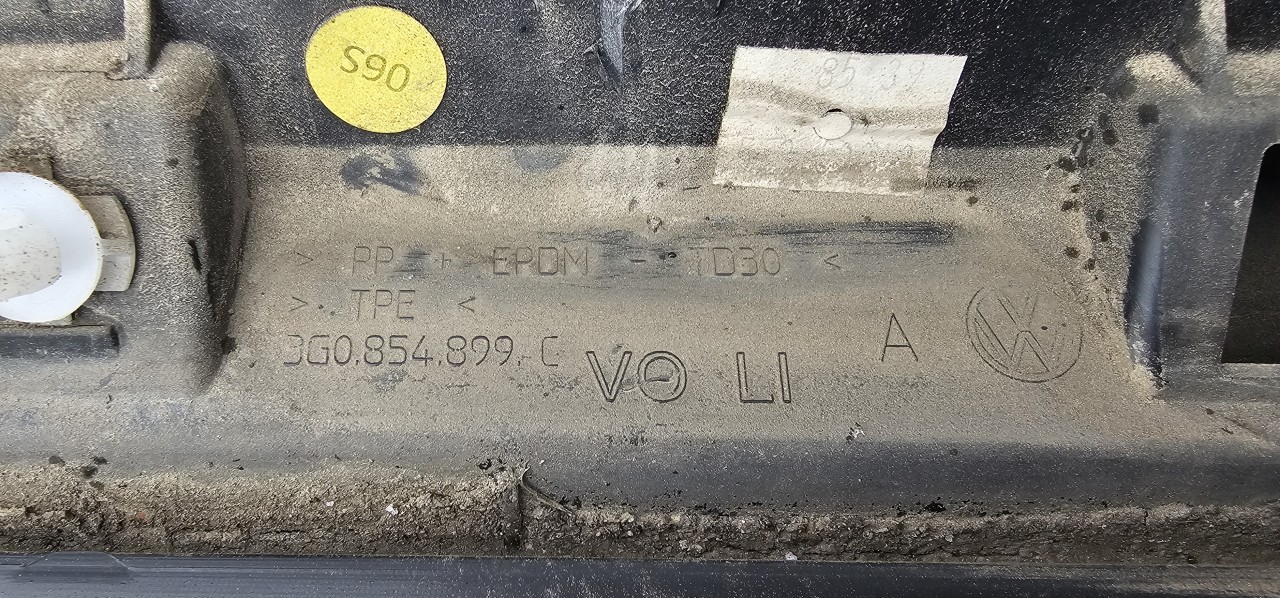 S90
> PP + EPDM - TD30 <
> TPE <
3G0.854.899. C
VO LI
A